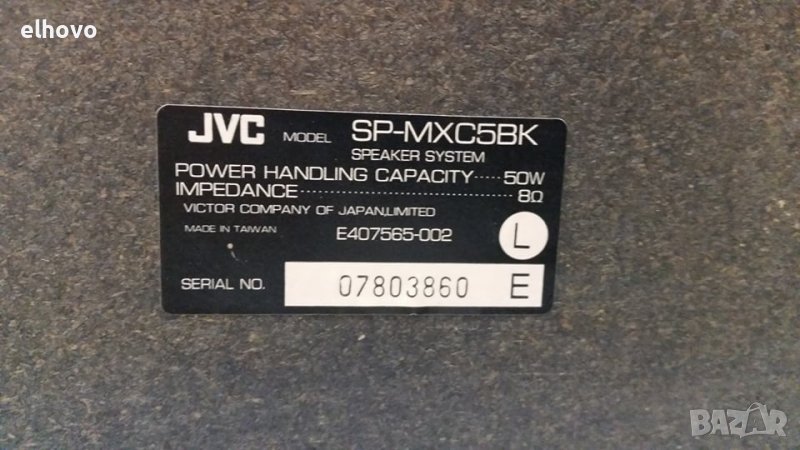 elhovo
JVC MODEL SP-MXC5BK
SPEAKER SYSTEM
POWER HANDLING CAPACITY·····50W
IMPEDANCE······························8Ω
VICTOR COMPANY OF JAPAN,LIMITED
MADE IN TAIWAN E407565-002 L
SERIAL NO. 07803860 E
BAZAR